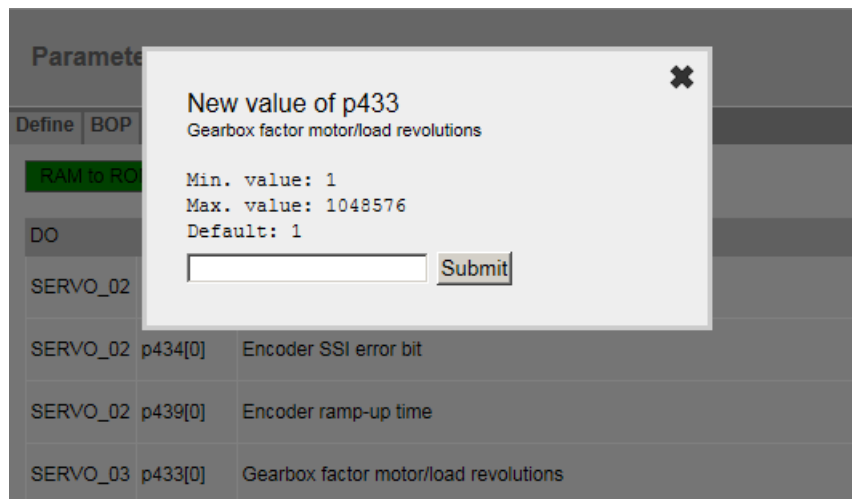 Paramete
New value of p433
Gearbox factor motor/load revolutions
Define BOP
Min. value: 1
Max. value: 1048576
Default: 1
Submit
RAM to RO
DO
SERVO_02
SERVO_02 p434[0] Encoder SSI error bit
SERVO_02 p439[0] Encoder ramp-up time
SERVO_03 p433[0] Gearbox factor motor/load revolutions